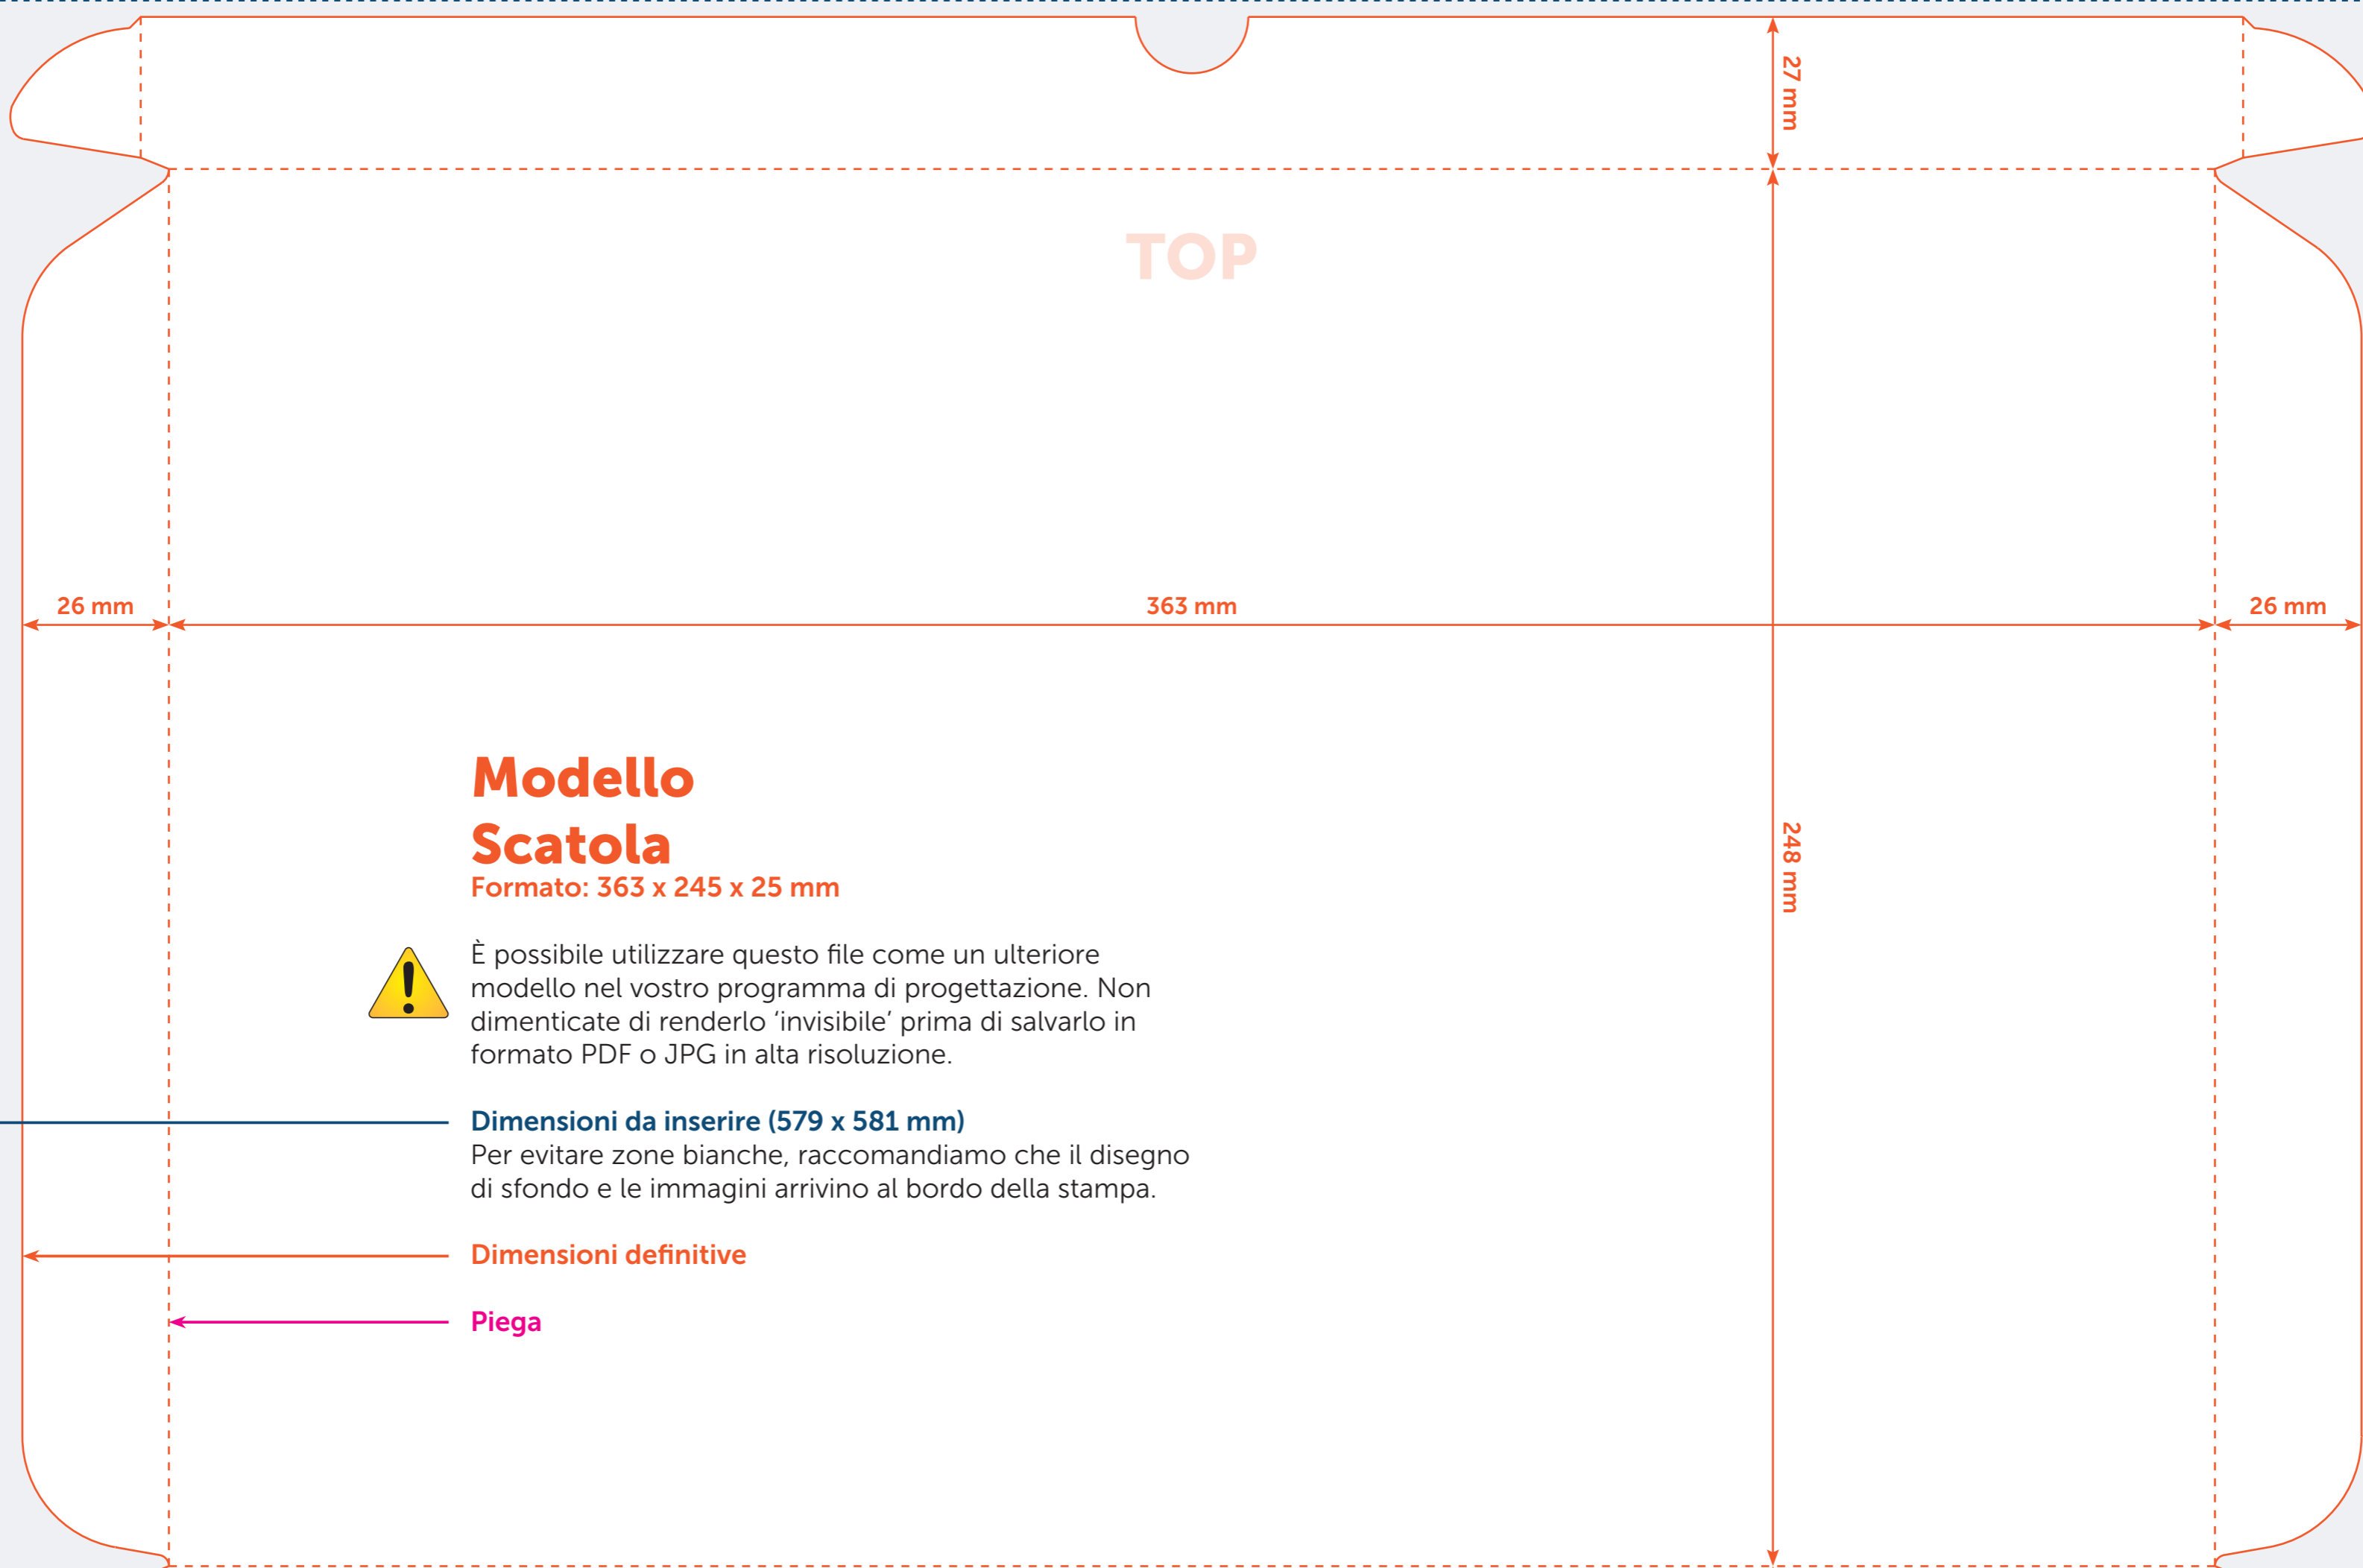 27 mm
TOP
26 mm
363 mm
26 mm
Modello
Scatola
Formato: 363 x 245 x 25 mm
248 mm
È possibile utilizzare questo file come un ulteriore
modello nel vostro programma di progettazione. Non
dimenticate di renderlo ‘invisibile’ prima di salvarlo in
formato PDF o JPG in alta risoluzione.
Dimensioni da inserire (579 x 581 mm)
Per evitare zone bianche, raccomandiamo che il disegno
di sfondo e le immagini arrivino al bordo della stampa.
Dimensioni definitive
Piega